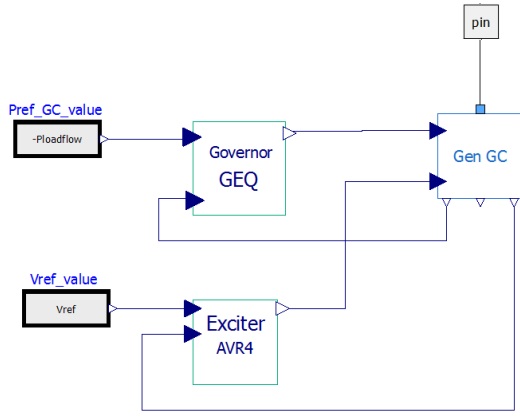 pin
Pref_GC_value
-Ploadflow
Governor
GEQ
Gen GC
Vref_value
Vref
Exciter
AVR4